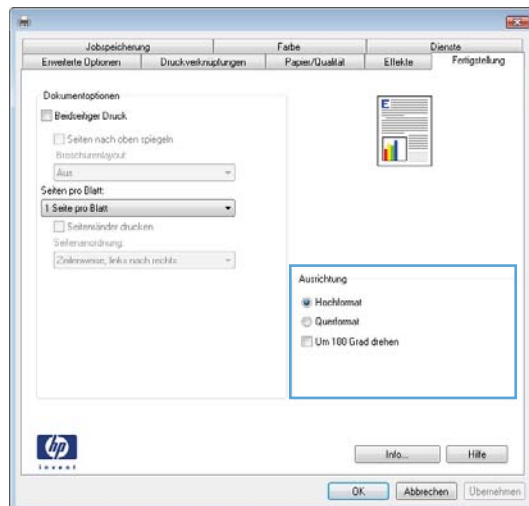 Jobspeicherung Farbe Dienste
Erweiterte Optionen Druckverknüpfungen Papier/Qualität Effekte Fertigstellung
Dokumentoptionen
Beidseitiger Druck
Seiten nach oben spiegeln
Broschürenlayout:
Aus
Seiten pro Blatt:
1 Seite pro Blatt
Seitenränder drucken
Seitenanordnung:
Zeilenweise, links nach rechts
E
Ausrichtung
Hochformat
Querformat
Um 180 Grad drehen
hp
invent
Info... Hilfe
OK Abbrechen Übernehmen